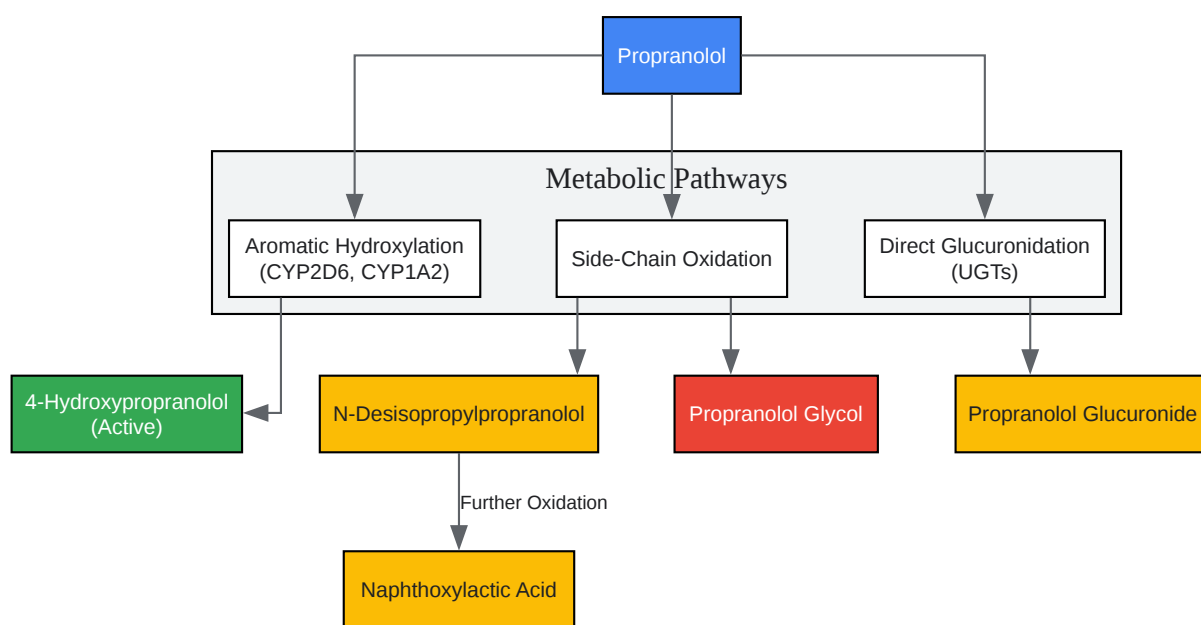 Propranolol
Metabolic Pathways
Aromatic Hydroxylation
(CYP2D6, CYP1A2)
Side-Chain Oxidation
Direct Glucuronidation
(UGTs)
4-Hydroxypropranolol
(Active)
N-Desisopropylpropranolol
Propranolol Glycol
Propranolol Glucuronide
Further Oxidation
Naphthoxylactic Acid